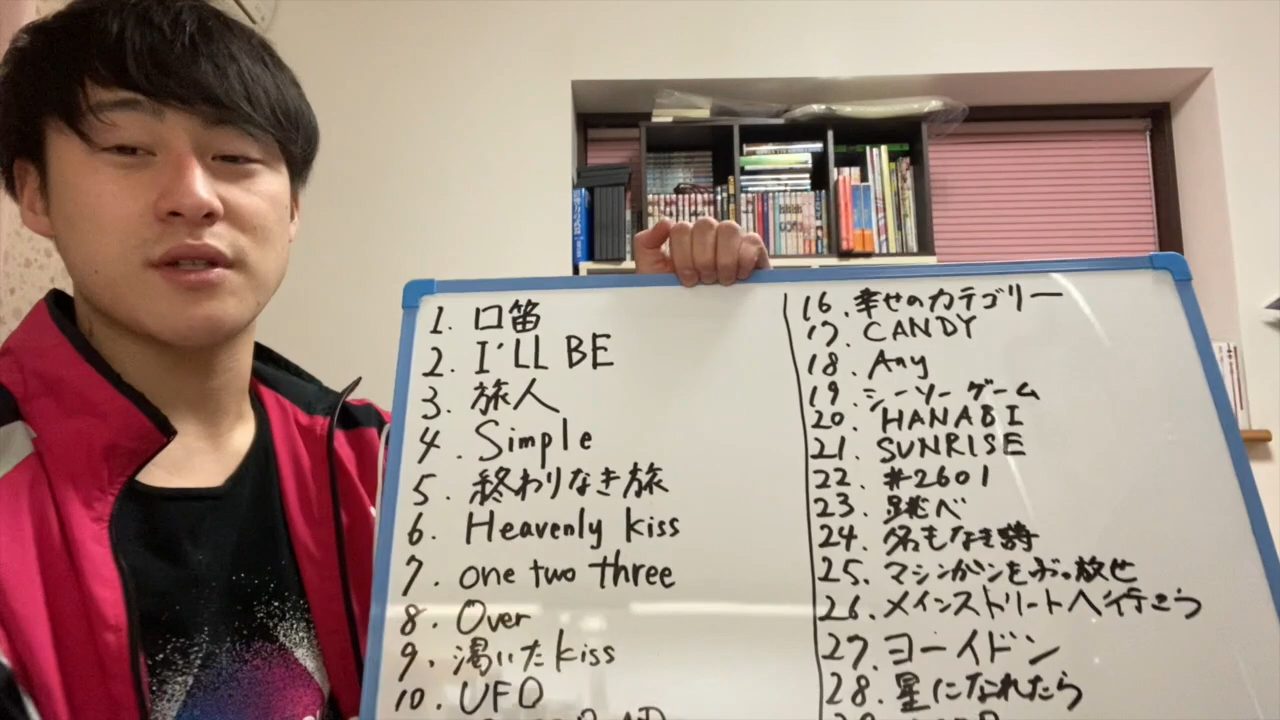 1. 口笛
2. I'LL BE
3. 旅人
4. Simple
5. 終わりなき旅
6. Heavenly kiss
7. one two three
8. Over
9. 渇いたkiss
10. UFO
16. 幸せのカテゴリー
17. CANDY
18. Any
19. シーソーゲーム
20. HANABI
21. SUNRISE
22. #2601
23. 跳べ
24. 名もなき詩
25. マシンガンをぶっ放せ
26. メインストリートへ行こう
27. ヨーイドン
28. 星になれたら